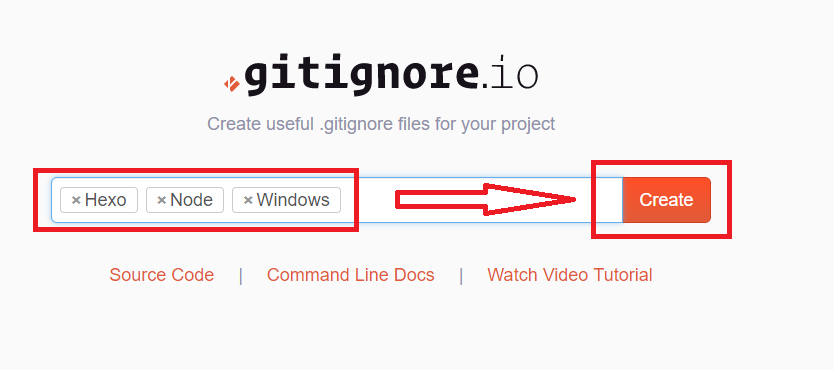 .gitignore.io
Create useful .gitignore files for your project
× Hexo × Node × Windows Create
Source Code | Command Line Docs | Watch Video Tutorial